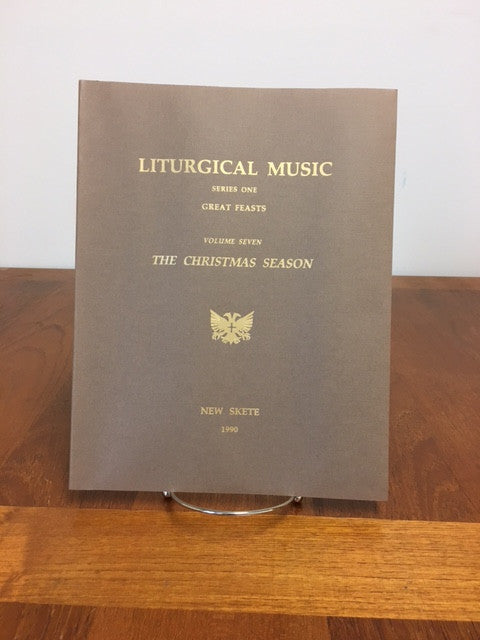 LITURGICAL MUSIC
SERIES ONE
GREAT FEASTS
VOLUME SEVEN
THE CHRISTMAS SEASON
NEW SKETE
1990